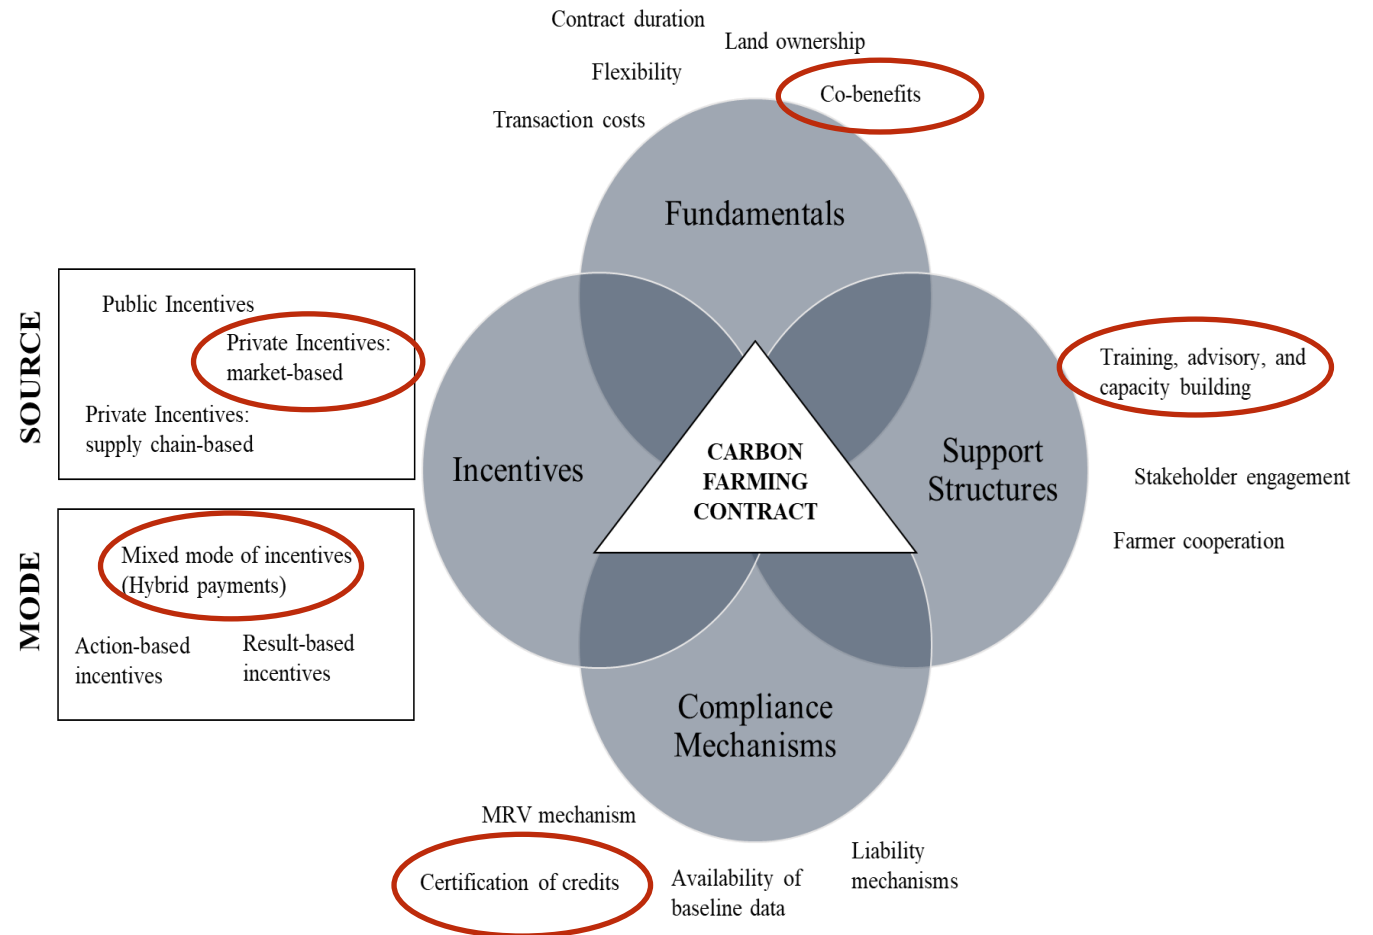 Contract duration
Land ownership
Flexibility
Co-benefits
Transaction costs
Fundamentals
SOURCE
Public Incentives
Private Incentives:
market-based
Private Incentives:
supply chain-based
MODE
Mixed mode of incentives
(Hybrid payments)
Action-based
incentives
Result-based
incentives
Incentives
CARBON
FARMING
CONTRACT
Support
Structures
Training, advisory, and
capacity building
Stakeholder engagement
Farmer cooperation
Compliance
Mechanisms
MRV mechanism
Certification of credits
Availability of
baseline data
Liability
mechanisms